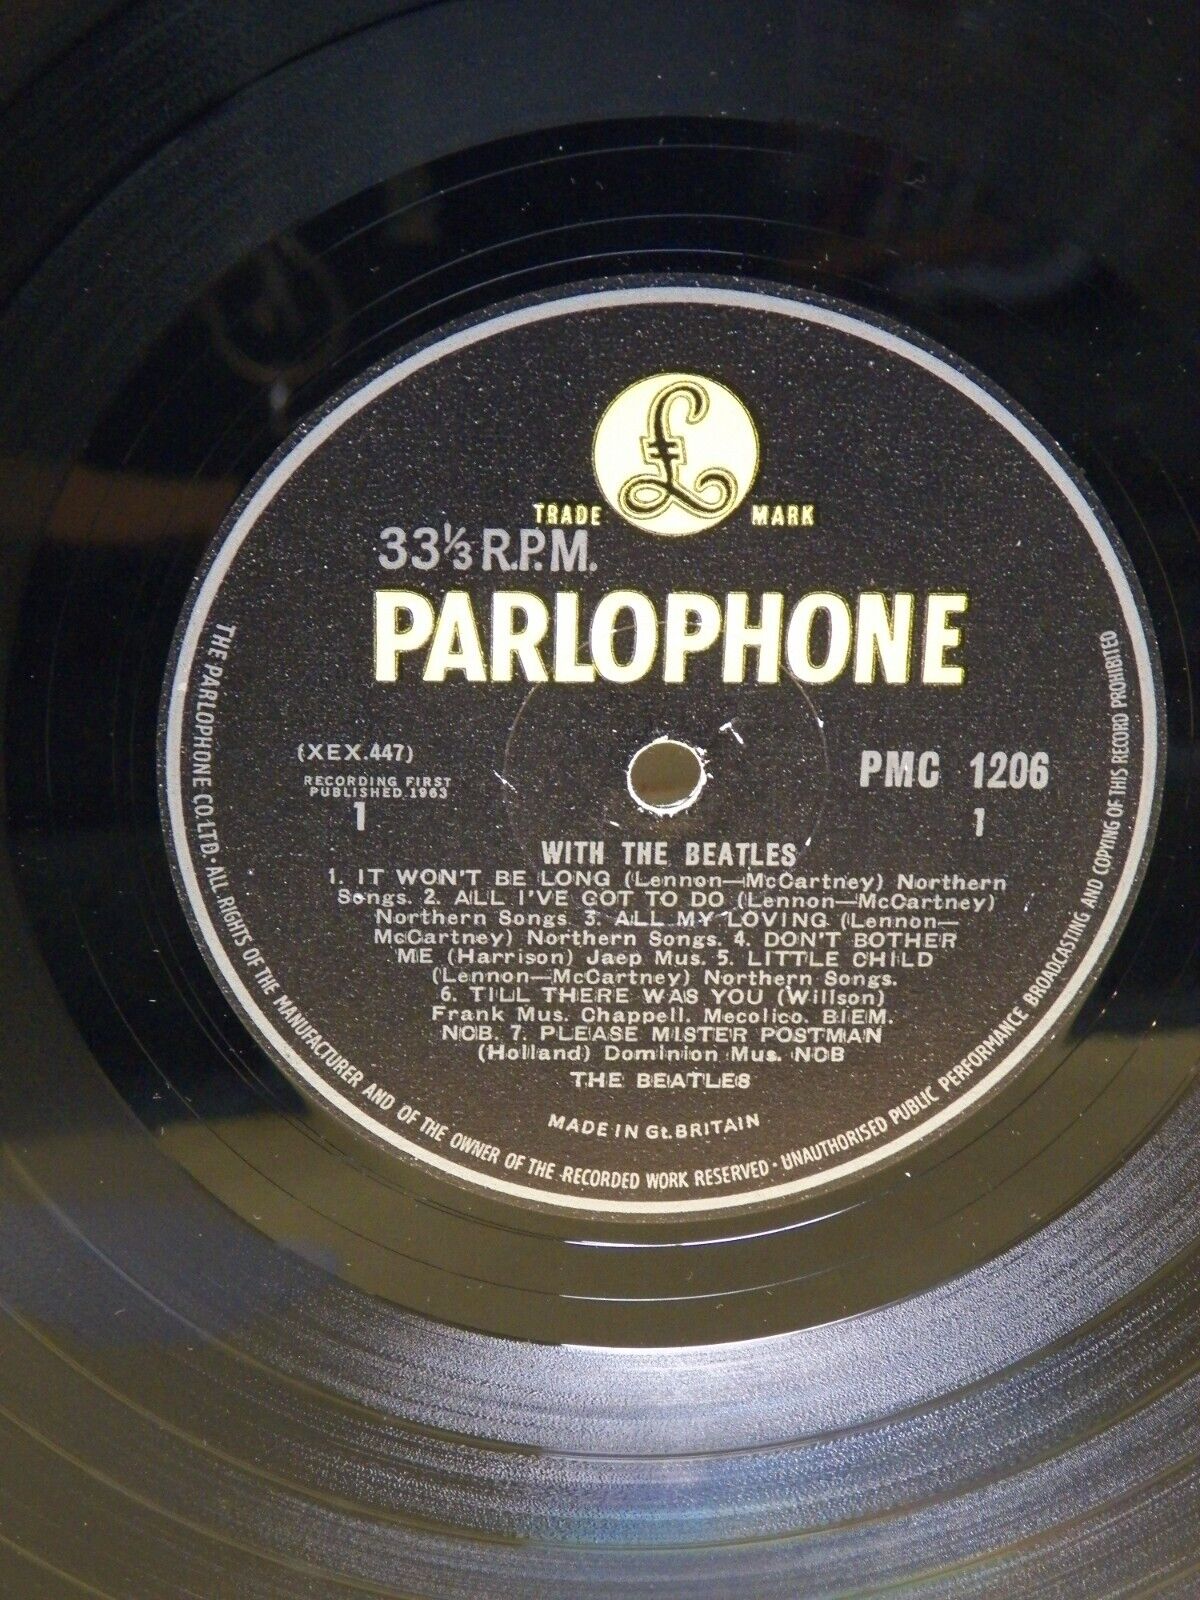 £
TRADE MARK
33⅓ R.P.M.
PARLOPHONE
(XEX.447)
RECORDING FIRST
PUBLISHED 1963
1
PMC 1206
1
WITH THE BEATLES
1. IT WON'T BE LONG (Lennon—McCartney) Northern
Songs. 2. ALL I'VE GOT TO DO (Lennon—McCartney)
Northern Songs. 3. ALL MY LOVING (Lennon—
McCartney) Northern Songs. 4. DON'T BOTHER
ME (Harrison) Jaep Mus. 5. LITTLE CHILD
(Lennon—McCartney) Northern Songs.
6. TILL THERE WAS YOU (Willson)
Frank Mus. Chappell. Mecolico. BIEM.
NCB. 7. PLEASE MISTER POSTMAN
(Holland) Dominion Mus. NCB
THE BEATLES
MADE IN Gt. BRITAIN
THE PARLOPHONE CO. LTD. · ALL RIGHTS OF THE MANUFACTURER AND OF THE OWNER OF THE RECORDED WORK RESERVED · UNAUTHORISED PUBLIC PERFORMANCE BROADCASTING AND COPYING OF THIS RECORD PROHIBITED